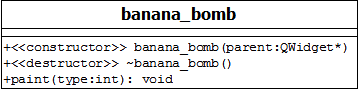 banana_bomb
+<<constructor>> banana_bomb(parent:QWidget*)
+<<destructor>> ~banana_bomb()
+paint(type:int): void